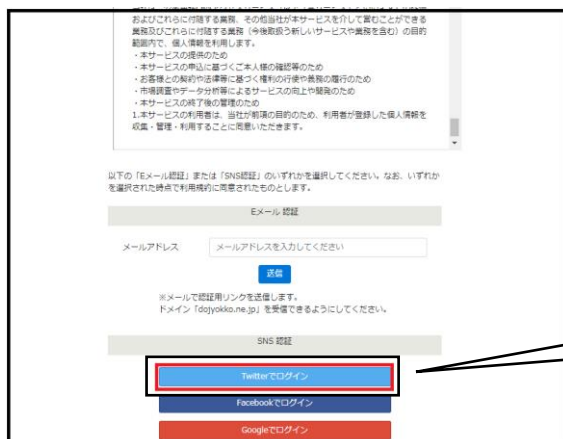 およびこれらに付随する業務、その他当社が本サービスを介して営むことができる
業務及びこれらに付随する業務（今後取扱う新しいサービスや業務を含む）の目的
範囲内で、個人情報を利用します。
・本サービスの提供のため
・本サービスの申込に基づくご本人様の確認等のため
・お客様との契約や法律等に基づく権利の行使や義務の履行のため
・市場調査やデータ分析等によるサービスの向上や開発のため
・本サービスの終了後の管理のため
1.本サービスの利用者は、当社が前項の目的のため、利用者が登録した個人情報を
収集・管理・利用することに同意いただきます。
以下の「Eメール認証」または「SNS認証」のいずれかを選択してください。なお、いずれか
を選択された時点で利用規約に同意されたものとします。
Eメール 認証
メールアドレス メールアドレスを入力してください
送信
※メールで認証用リンクを送信します。
ドメイン「dojyokko.ne.jp」を受信できるようにしてください。
SNS 認証
Twitterでログイン
Facebookでログイン
Googleでログイン